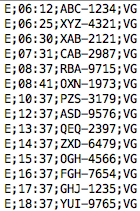 E;06:12;ABC-1234;VG
E;06:25;XYZ-4321;VG
E;06:30;XAB-2121;VG
E;07:31;CAB-2987;VG
E;08:37;RBA-9715;VG
E;08:41;OXN-1973;VG
E;10:37;PZS-3179;VG
E;12:37;ASD-9576;VG
E;13:37;QEQ-2397;VG
E;14:37;ZXD-6479;VG
E;15:37;OGH-4566;VG
E;16:37;FGH-7654;VG
E;17:37;GHJ-1235;VG
E;18:37;YUI-9765;VG